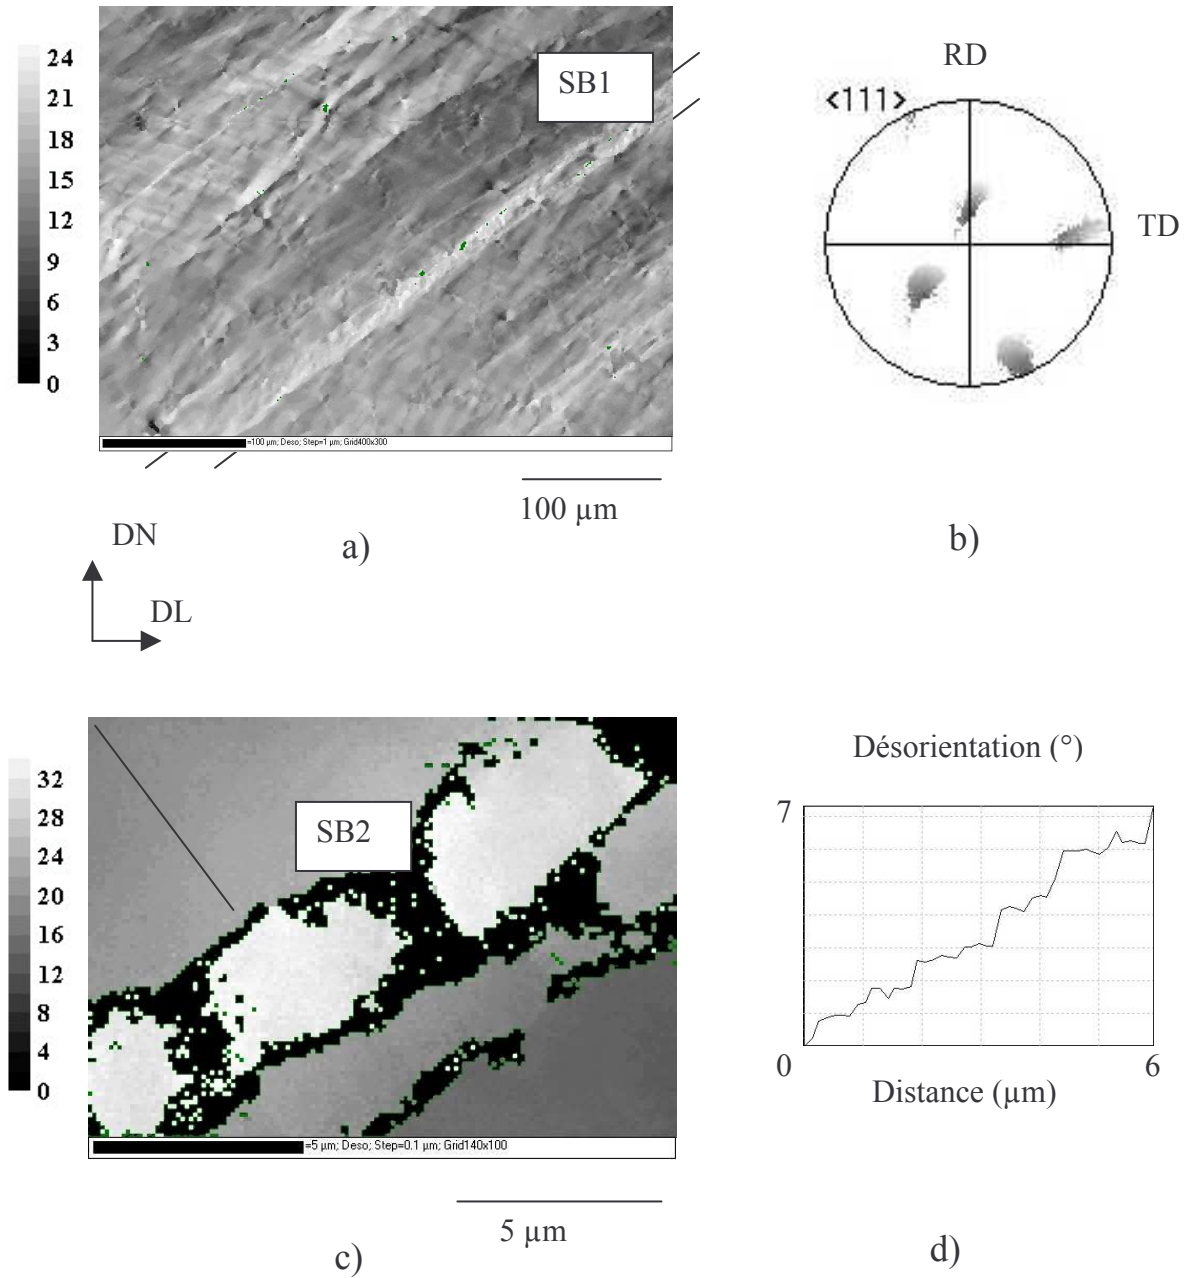 24
21
18
15
12
9
6
3
0
SB1
=100 µm; Deso; Step=1 µm; Grid400x300
100 µm
a)
RD
<111>
TD
b)
DN
DL
32
28
24
20
16
12
8
4
0
SB2
=5 µm; Deso; Step=0.1 µm; Grid140x100
5 µm
c)
Désorientation (°)
7
0
6
Distance (µm)
d)